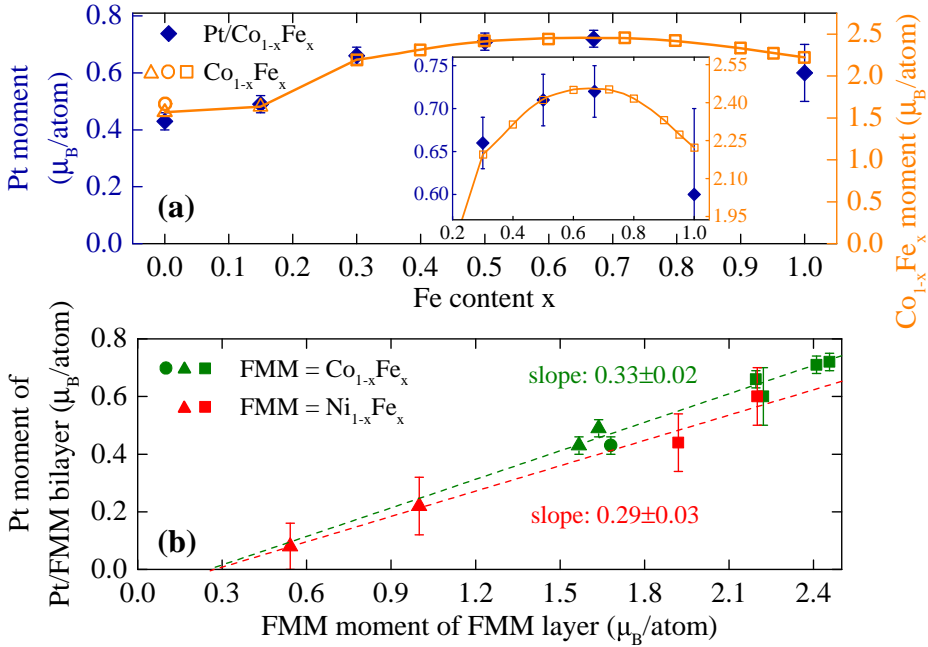 (a)
Pt/Co1-xFex
Co1-xFex
Pt moment
(μB/atom)
0.8
0.6
0.4
0.2
0.0
2.5
2.0
1.5
1.0
0.5
0.0
Co1-xFex moment (μB/atom)
0.75
0.70
0.65
0.60
2.55
2.40
2.25
2.10
1.95
0.2 0.4 0.6 0.8 1.0
(a)
0.0 0.1 0.2 0.3 0.4 0.5 0.6 0.7 0.8 0.9 1.0
Fe content x
Pt moment of
Pt/FMM bilayer (μB/atom)
0.8
0.6
0.4
0.2
0.0
FMM = Co1-xFex
FMM = Ni1-xFex
slope: 0.33±0.02
slope: 0.29±0.03
(b)
0.0 0.3 0.6 0.9 1.2 1.5 1.8 2.1 2.4
FMM moment of FMM layer (μB/atom)